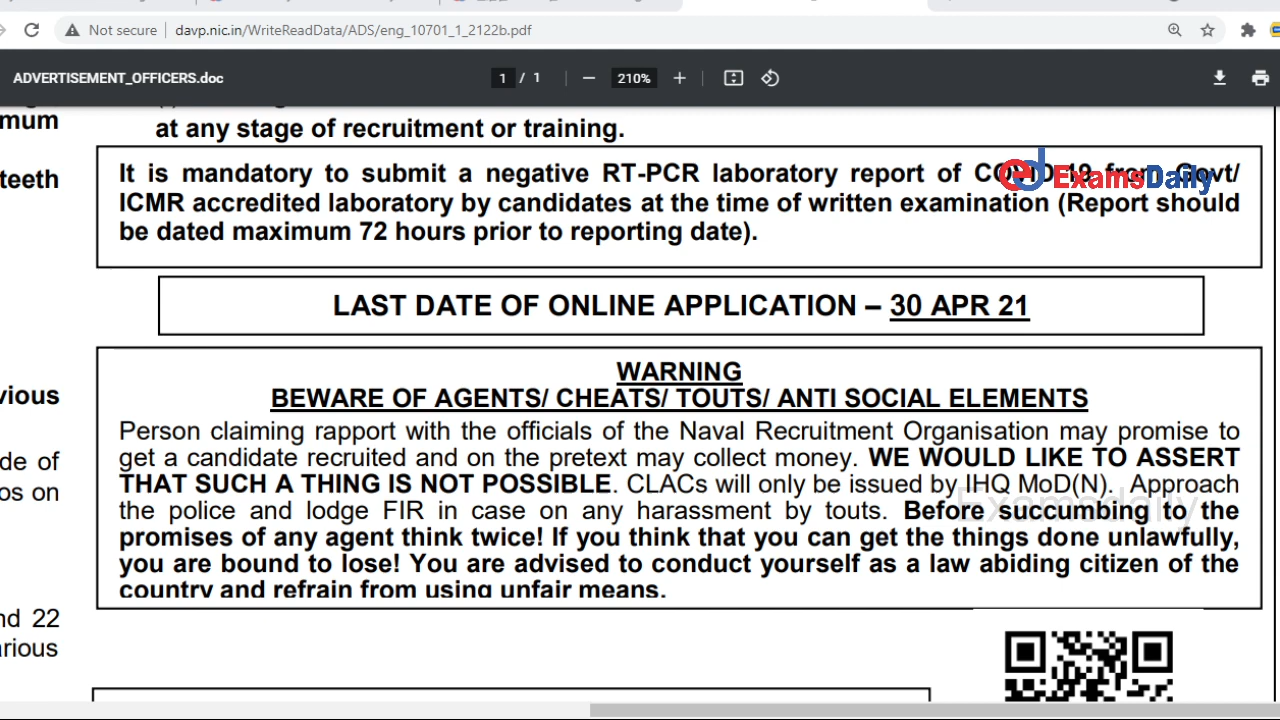 Not secure | davp.nic.in/WriteReadData/ADS/eng_10701_1_2122b.pdf
ADVERTISEMENT_OFFICERS.doc 1 / 1 210%
mum
at any stage of recruitment or training.
teeth
It is mandatory to submit a negative RT-PCR laboratory report of COVID-19 from Govt/
ExamsDaily
ICMR accredited laboratory by candidates at the time of written examination (Report should
be dated maximum 72 hours prior to reporting date).
LAST DATE OF ONLINE APPLICATION – 30 APR 21
WARNING
BEWARE OF AGENTS/ CHEATS/ TOUTS/ ANTI SOCIAL ELEMENTS
vious
Person claiming rapport with the officials of the Naval Recruitment Organisation may promise to
get a candidate recruited and on the pretext may collect money. WE WOULD LIKE TO ASSERT
de of
THAT SUCH A THING IS NOT POSSIBLE. CLACs will only be issued by IHQ MoD(N). Approach
os on
Examsdaily
the police and lodge FIR in case on any harassment by touts. Before succumbing to the
promises of any agent think twice! If you think that you can get the things done unlawfully,
you are bound to lose! You are advised to conduct yourself as a law abiding citizen of the
country and refrain from using unfair means.
nd 22
arious